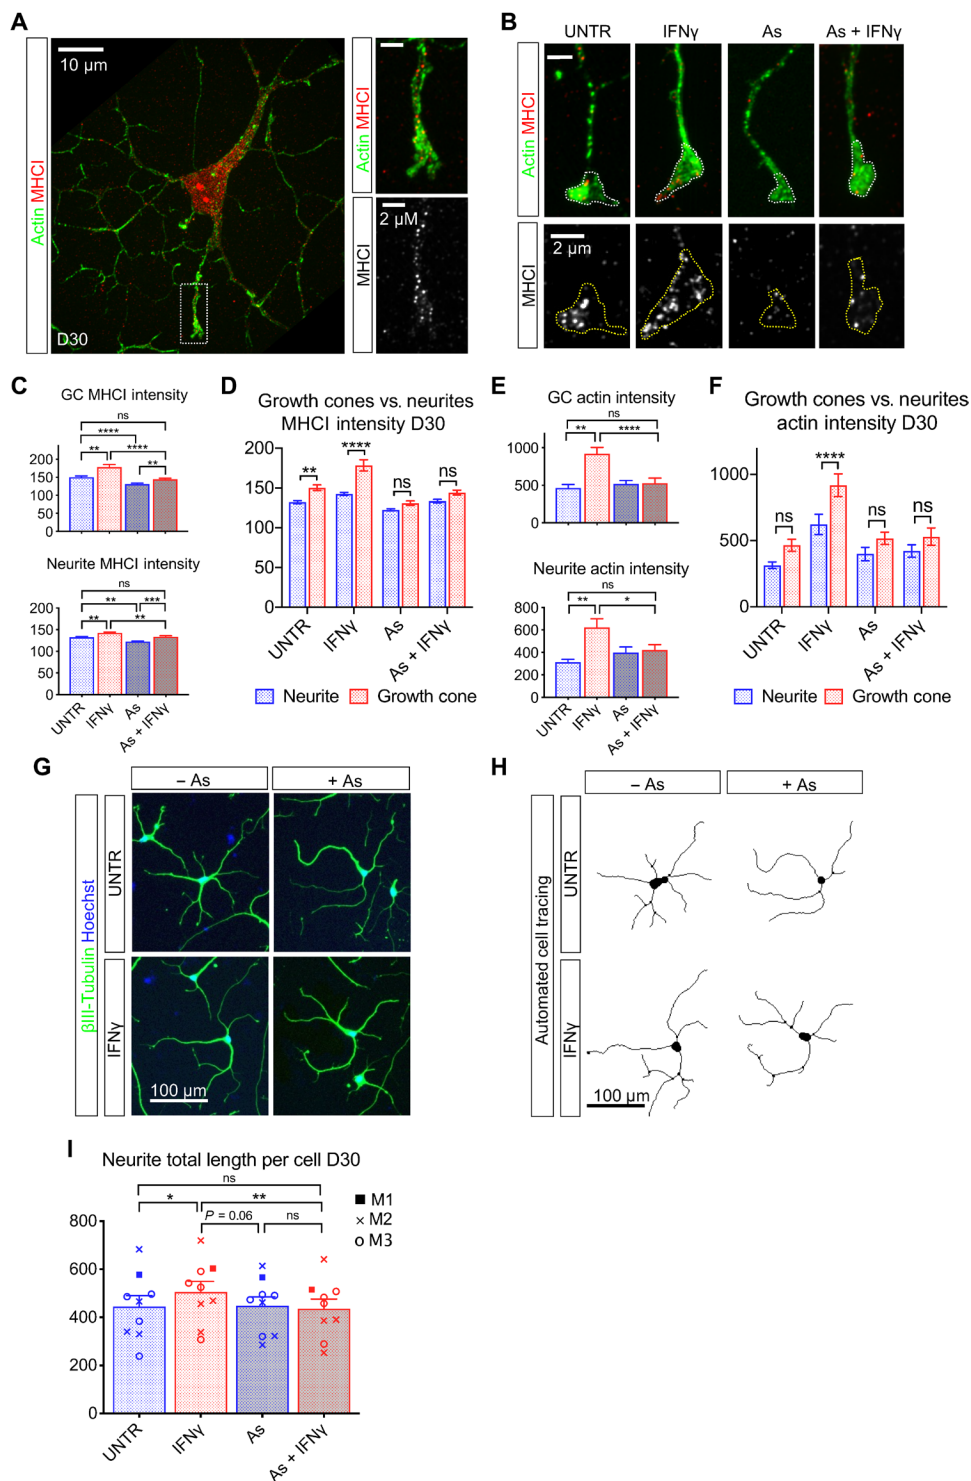 A
10 µm
Actin MHCI
D30
Actin MHCI
2 µM
MHCI
B
UNTR IFNγ As As + IFNγ
Actin MHCI
2 µm
MHCI
C
GC MHCI intensity
ns
****
** ****
**
200
150
100
50
0
Neurite MHCI intensity
ns
** ***
** **
200
150
100
50
0
UNTR IFNγ As As + IFNγ
D
Growth cones vs. neurites
MHCI intensity D30
200
150
100
50
0
** **** ns ns
UNTR IFNγ As As + IFNγ
Neurite Growth cone
E
GC actin intensity
ns
** ****
1000
500
0
Neurite actin intensity
ns
** *
800
600
400
200
0
UNTR IFNγ As As + IFNγ
F
Growth cones vs. neurites
actin intensity D30
1000
500
0
ns **** ns ns
UNTR IFNγ As As + IFNγ
Neurite Growth cone
G
– As + As
βIII-Tubulin Hoechst
UNTR
IFNγ
100 µm
H
– As + As
Automated cell tracing
UNTR
IFNγ
100 µm
I
Neurite total length per cell D30
ns
* **
P = 0.06 ns
M1
M2
M3
800
600
400
200
0
UNTR IFNγ As As + IFNγ